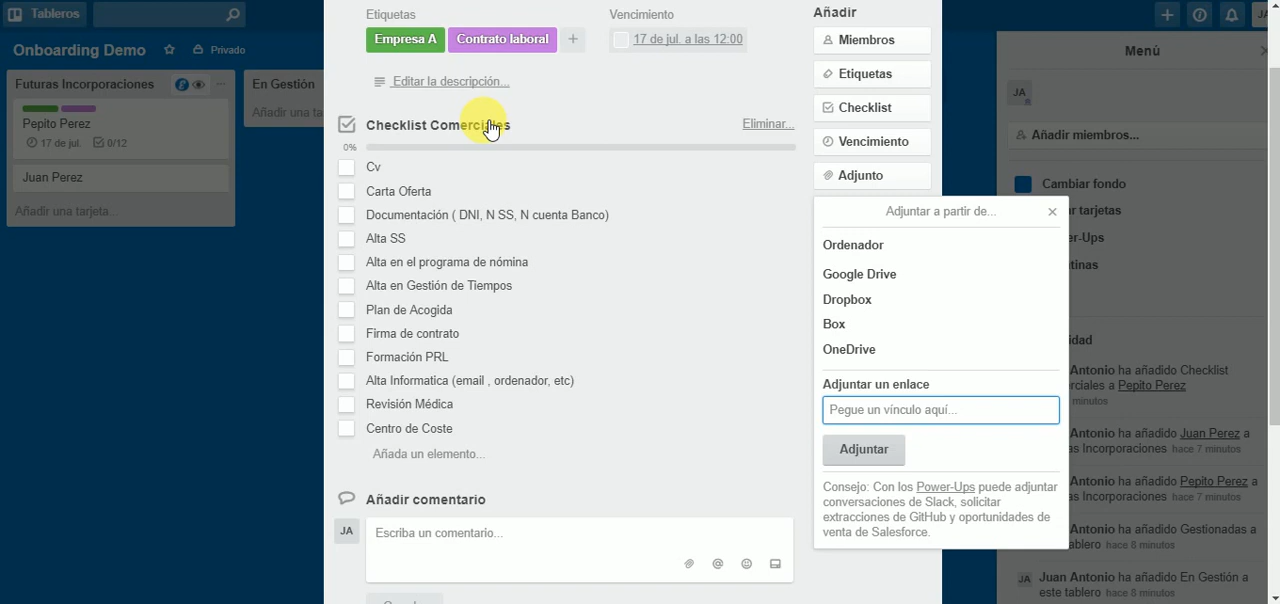 Tableros
JA
Onboarding Demo
Privado
Futuras Incorporaciones
Pepito Perez
17 de jul.
0/12
Juan Perez
Añadir una tarjeta...
En Gestión
Añadir una
Etiquetas
Vencimiento
Empresa A
Contrato laboral
+
17 de jul. a las 12:00
Editar la descripción...
Checklist Comerciales
Eliminar...
0%
Cv
Carta Oferta
Documentación ( DNI, N SS, N cuenta Banco)
Alta SS
Alta en el programa de nómina
Alta en Gestión de Tiempos
Plan de Acogida
Firma de contrato
Formación PRL
Alta Informatica (email , ordenador, etc)
Revisión Médica
Centro de Coste
Añada un elemento...
Añadir comentario
JA
Escriba un comentario...
Añadir
Miembros
Etiquetas
Checklist
Vencimiento
Adjunto
Adjuntar a partir de...
Ordenador
Google Drive
Dropbox
Box
OneDrive
Adjuntar un enlace
Pegue un vínculo aquí...
Adjuntar
Consejo: Con los Power-Ups puede adjuntar
conversaciones de Slack, solicitar
extracciones de GitHub y oportunidades de
venta de Salesforce.
Menú
JA
Añadir miembros...
Cambiar fondo
tarjetas
Antonio ha añadido Checklist
a Pepito Perez
minutos
Antonio ha añadido Juan Perez a
Incorporaciones hace 7 minutos
Antonio ha añadido Pepito Perez a
Incorporaciones hace 7 minutos
Antonio ha añadido Gestionadas a
hace 8 minutos
JA
Juan Antonio ha añadido En Gestión a
este tablero hace 8 minutos